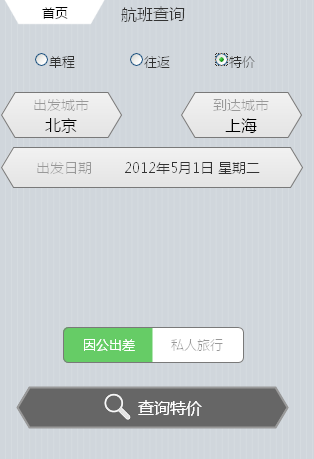 首页 航班查询
单程 往返 特价
出发城市 到达城市
北京 上海
出发日期 2012年5月1日 星期二
因公出差 私人旅行
查询特价